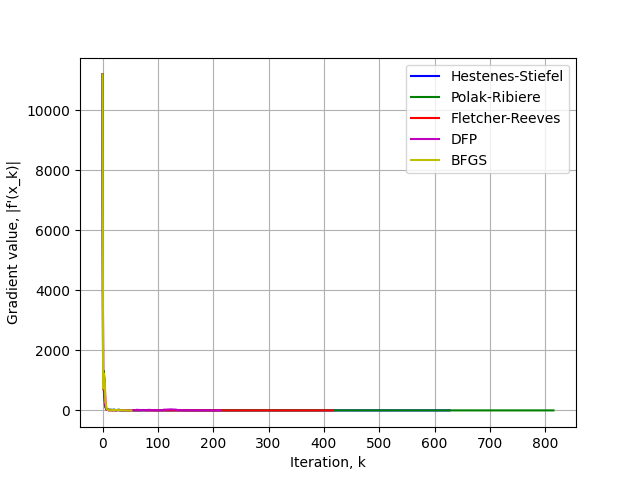 Hestenes-Stiefel
Polak-Ribiere
Fletcher-Reeves
DFP
BFGS
Gradient value, |f'(x_k)|
10000
8000
6000
4000
2000
0
0 100 200 300 400 500 600 700 800
Iteration, k